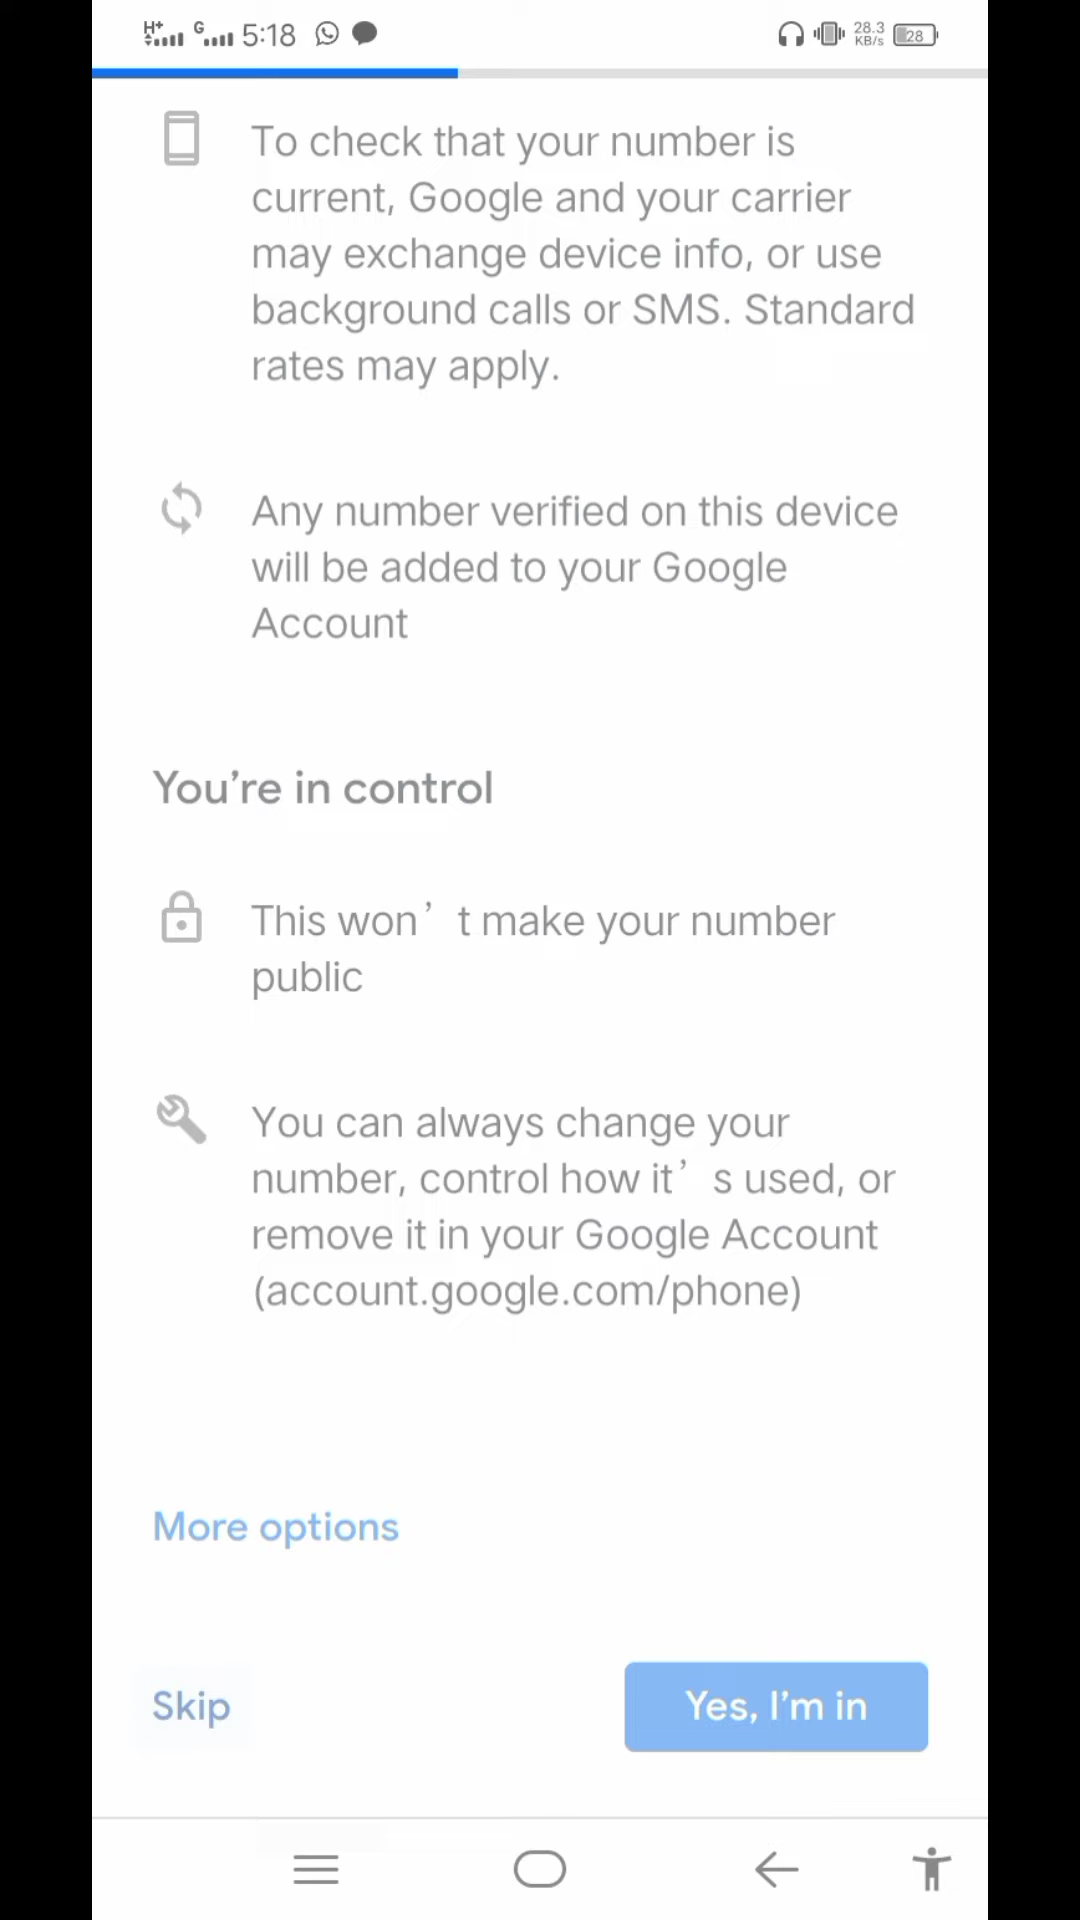 H+ G 5:18 28.3 KB/s 28
To check that your number is
current, Google and your carrier
may exchange device info, or use
background calls or SMS. Standard
rates may apply.
Any number verified on this device
will be added to your Google
Account
You’re in control
This won’t make your number
public
You can always change your
number, control how it’s used, or
remove it in your Google Account
(account.google.com/phone)
More options
Skip
Yes, I’m in